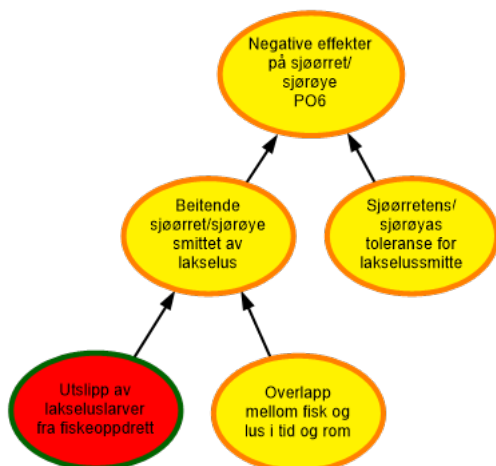 Negative effekter
på sjøørret/
sjørøye
PO6
Beitende
sjøørret/sjørøye
smittet av
lakselus
Sjøørretens/
sjørøyas
toleranse for
lakselussmitte
Utslipp av
lakseluslarver
fra fiskeoppdrett
Overlapp
mellom fisk og
lus i tid og rom